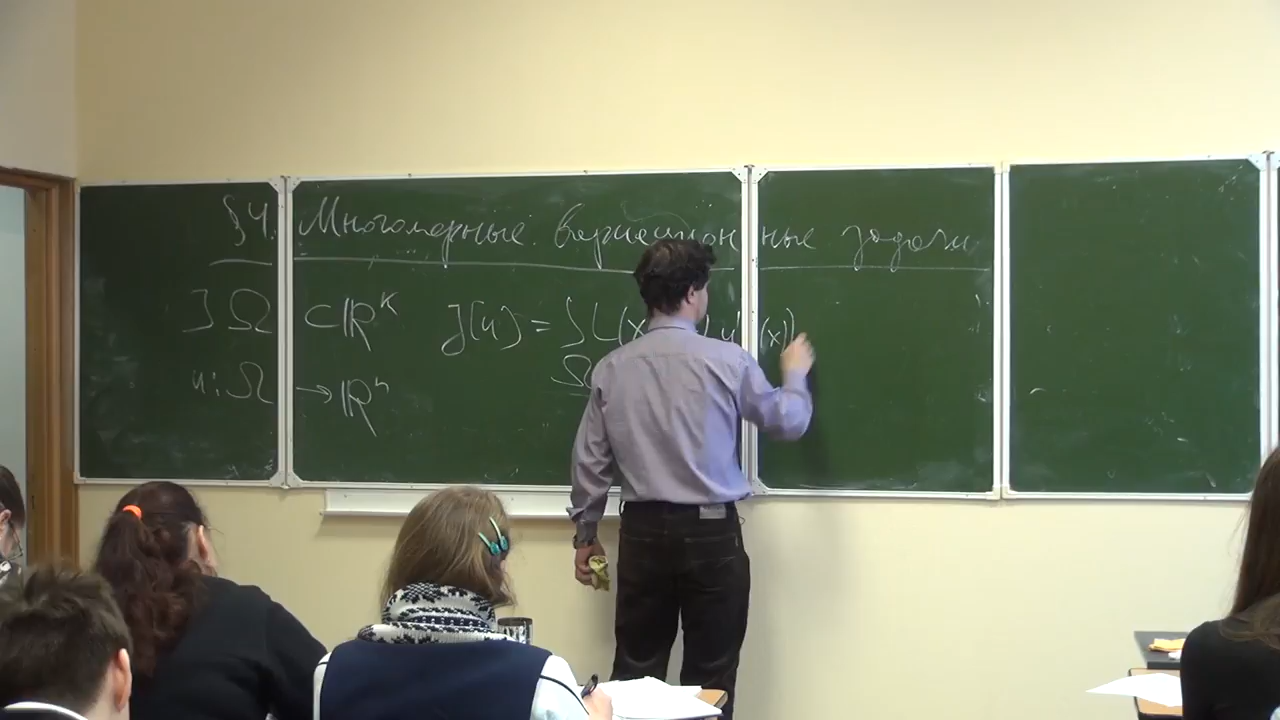 §4. Многомерные вариационные задачи
] Ω ⊂ ℝᵏ J[u] = ∫ L(x u (x))
Ω
u: Ω → ℝⁿ